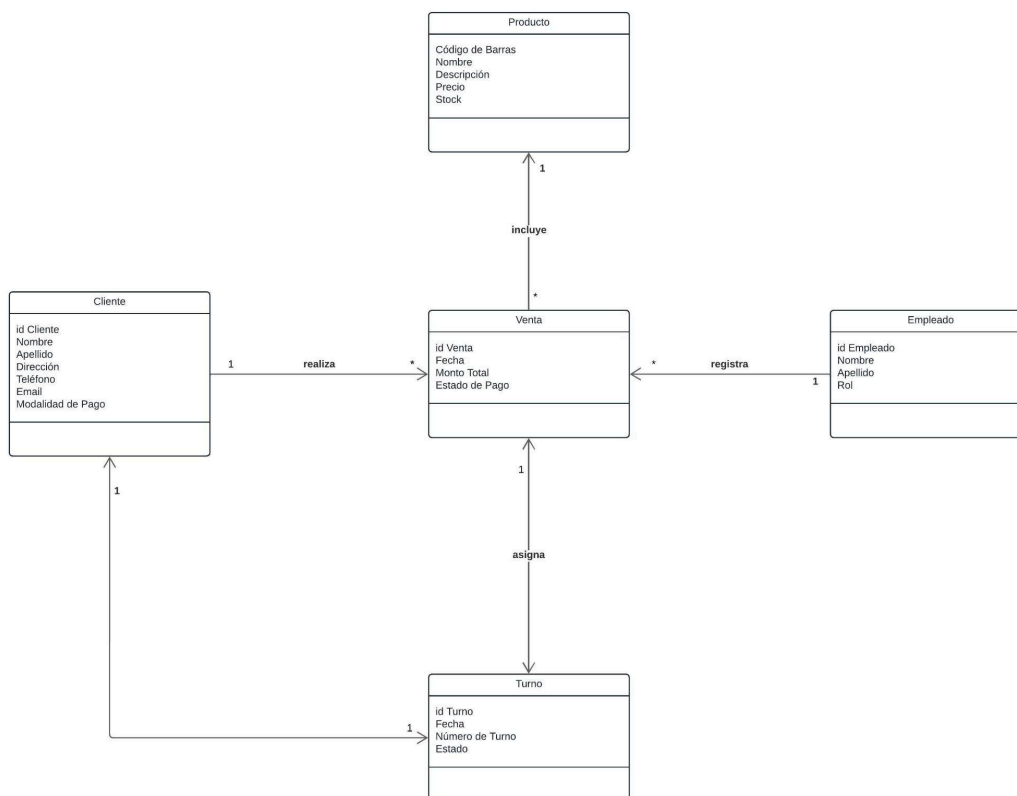 Producto
Código de Barras
Nombre
Descripción
Precio
Stock
1
incluye
*
Cliente
id Cliente
Nombre
Apellido
Dirección
Teléfono
Email
Modalidad de Pago
1
realiza
*
Venta
id Venta
Fecha
Monto Total
Estado de Pago
*
registra
1
Empleado
id Empleado
Nombre
Apellido
Rol
1
1
asigna
1
Turno
id Turno
Fecha
Número de Turno
Estado